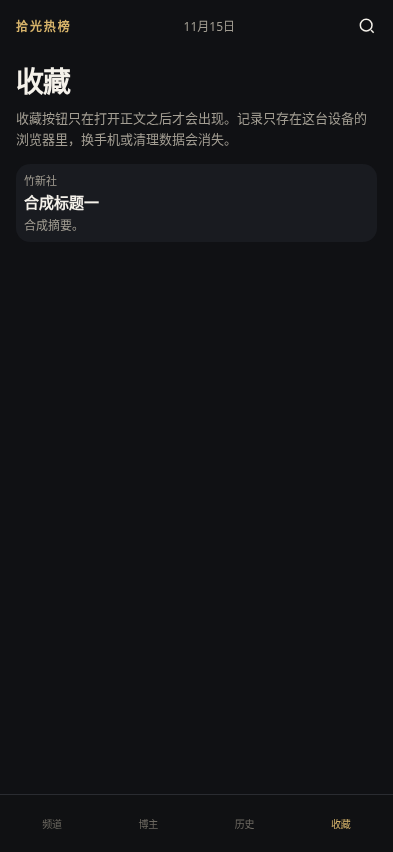 拾光热榜
11月15日
收藏
收藏按钮只在打开正文之后才会出现。记录只存在这台设备的
浏览器里，换手机或清理数据会消失。
竹新社
合成标题一
合成摘要。
频道
博主
历史
收藏